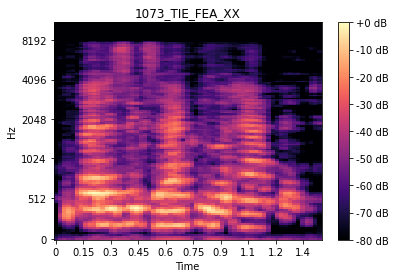 1073_TIE_FEA_XX
Hz
8192
4096
2048
1024
512
0
0 0.15 0.3 0.45 0.6 0.75 0.9 1.1 1.2 1.4
Time
+0 dB
-10 dB
-20 dB
-30 dB
-40 dB
-50 dB
-60 dB
-70 dB
-80 dB